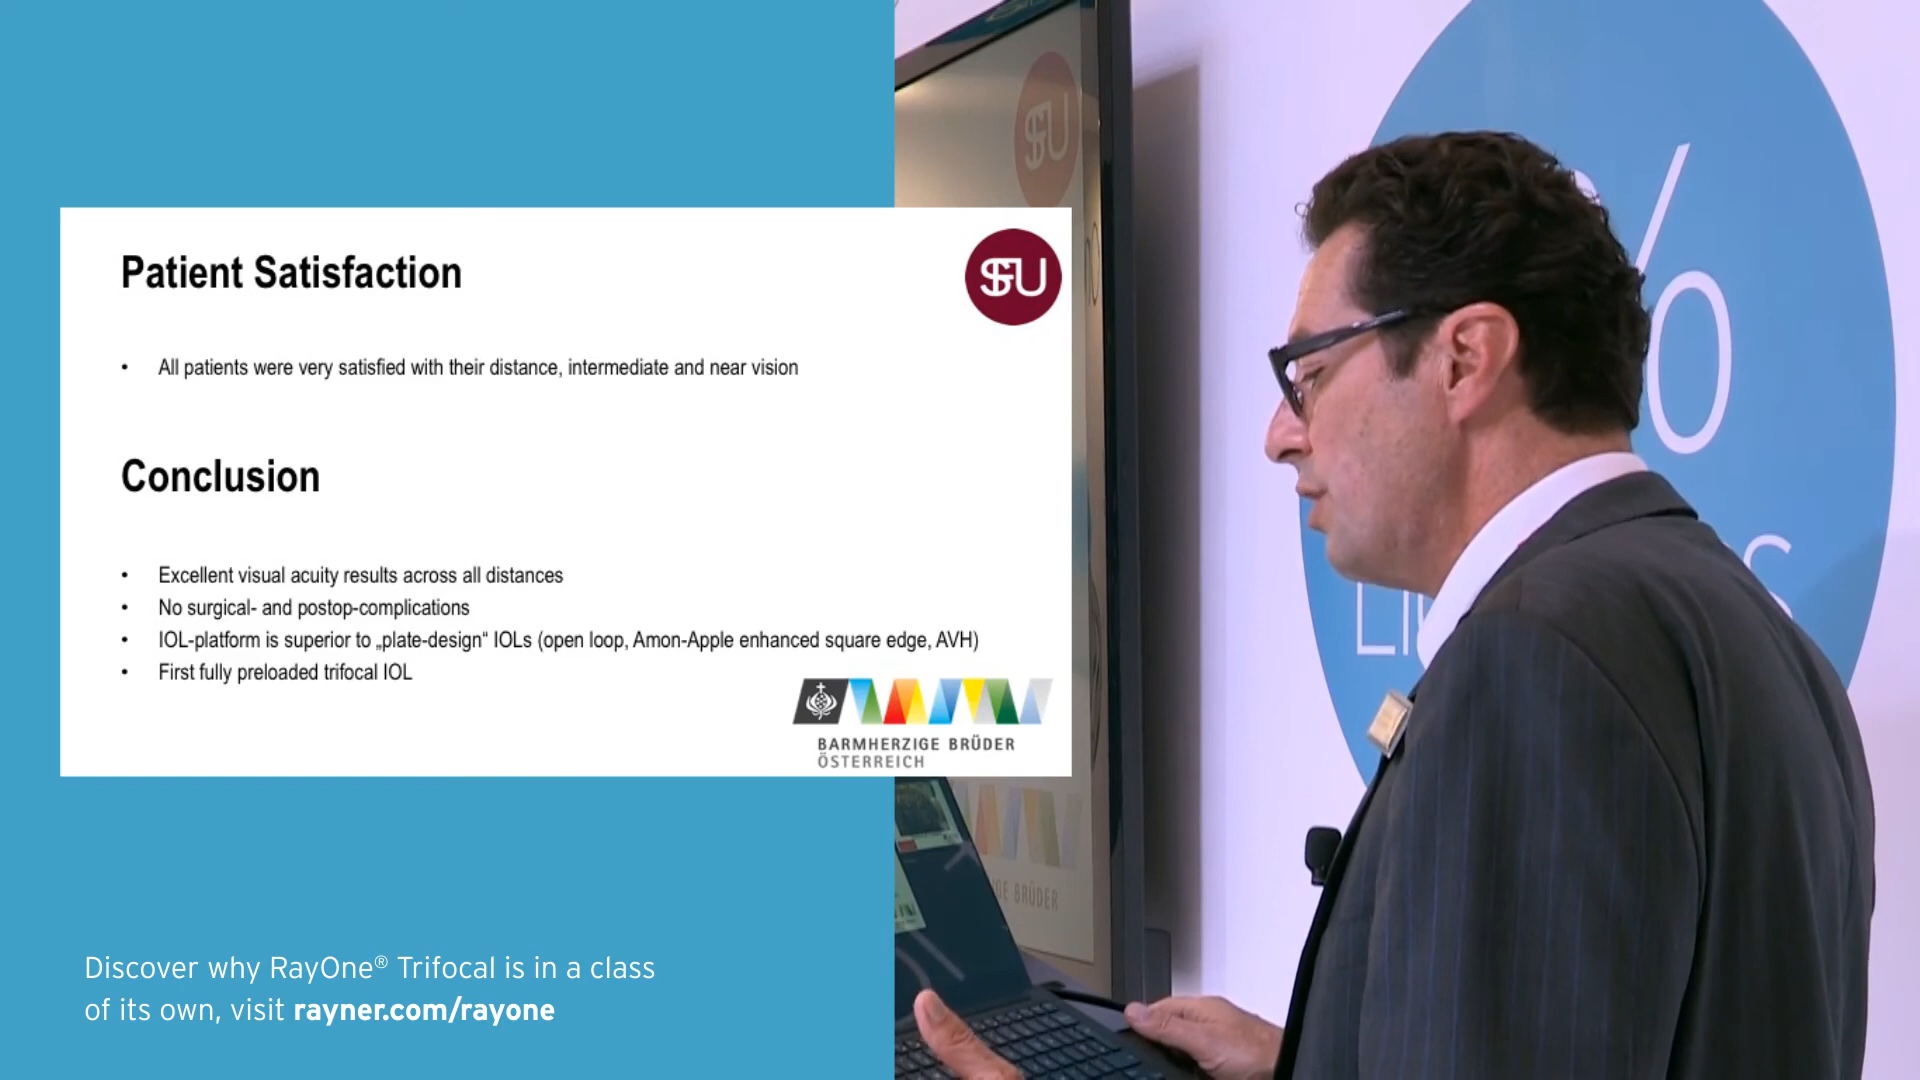 Patient Satisfaction
SFU
• All patients were very satisfied with their distance, intermediate and near vision
Conclusion
• Excellent visual acuity results across all distances
• No surgical- and postop-complications
• IOL-platform is superior to „plate-design“ IOLs (open loop, Amon-Apple enhanced square edge, AVH)
• First fully preloaded trifocal IOL
BARMHERZIGE BRÜDER
ÖSTERREICH
Discover why RayOne® Trifocal is in a class
of its own, visit rayner.com/rayone
SFU
BRÜDER
%